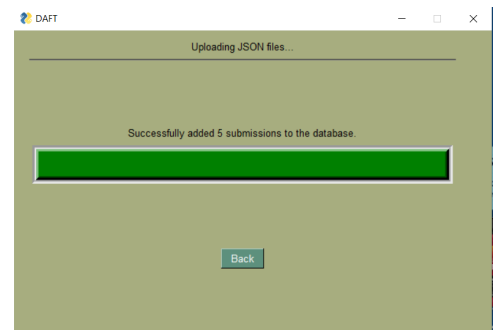 DAFT
Uploading JSON files...
Successfully added 5 submissions to the database.
Back